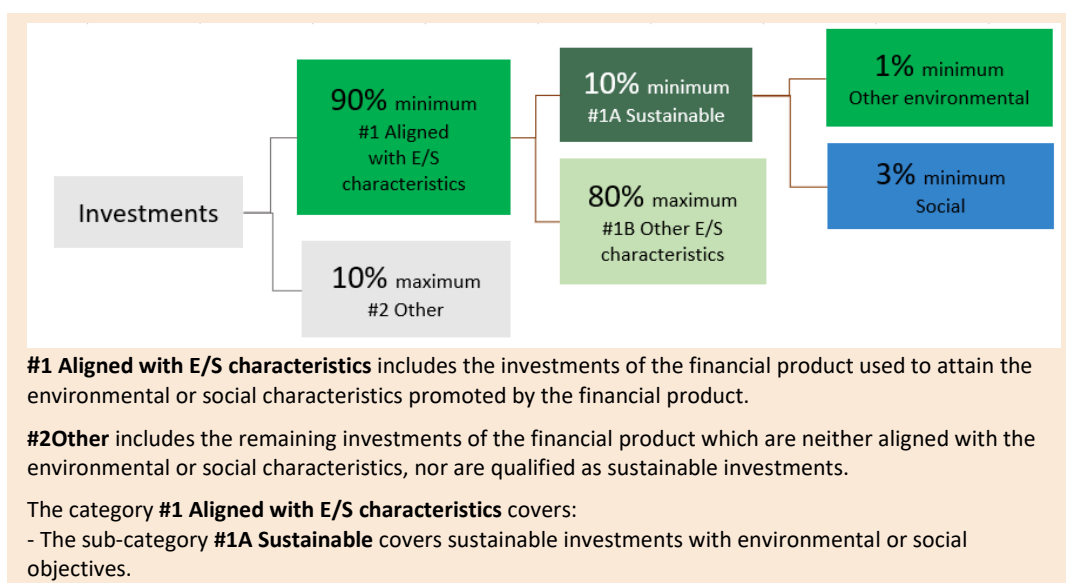 Investments
90% minimum
#1 Aligned
with E/S
characteristics
10% maximum
#2 Other
10% minimum
#1A Sustainable
80% maximum
#1B Other E/S
characteristics
1% minimum
Other environmental
3% minimum
Social
#1 Aligned with E/S characteristics includes the investments of the financial product used to attain the
environmental or social characteristics promoted by the financial product.
#2Other includes the remaining investments of the financial product which are neither aligned with the
environmental or social characteristics, nor are qualified as sustainable investments.
The category #1 Aligned with E/S characteristics covers:
- The sub-category #1A Sustainable covers sustainable investments with environmental or social
objectives.